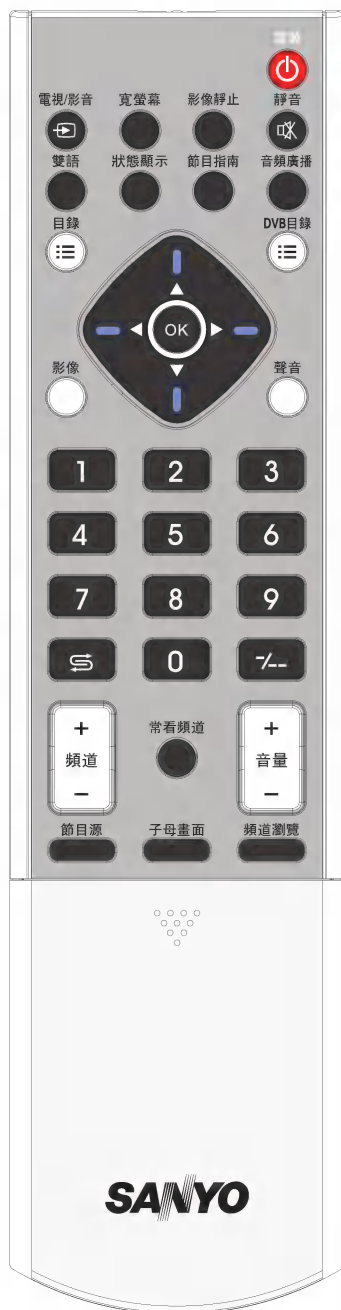 電視/影音 寬螢幕 影像靜止 靜音
雙語 狀態顯示 節目指南 音頻廣播
目錄 DVB目錄
OK
影像 聲音
1 2 3
4 5 6
7 8 9
0 -/--
+ 常看頻道 +
頻道 音量
− −
節目源 子母畫面 頻道瀏覽
SANYO